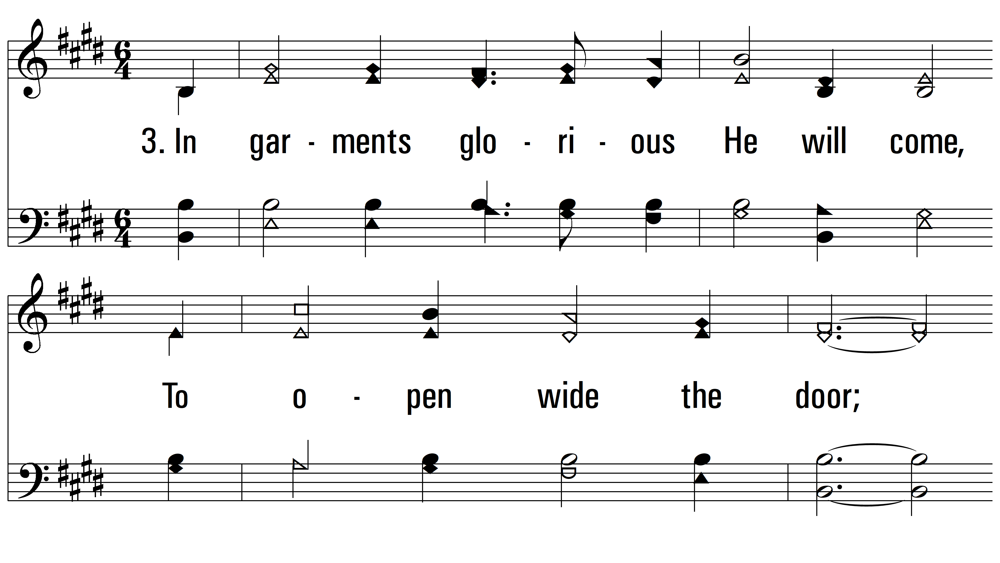 3. In gar - ments glo - ri - ous He will come,
To o - pen wide the door;